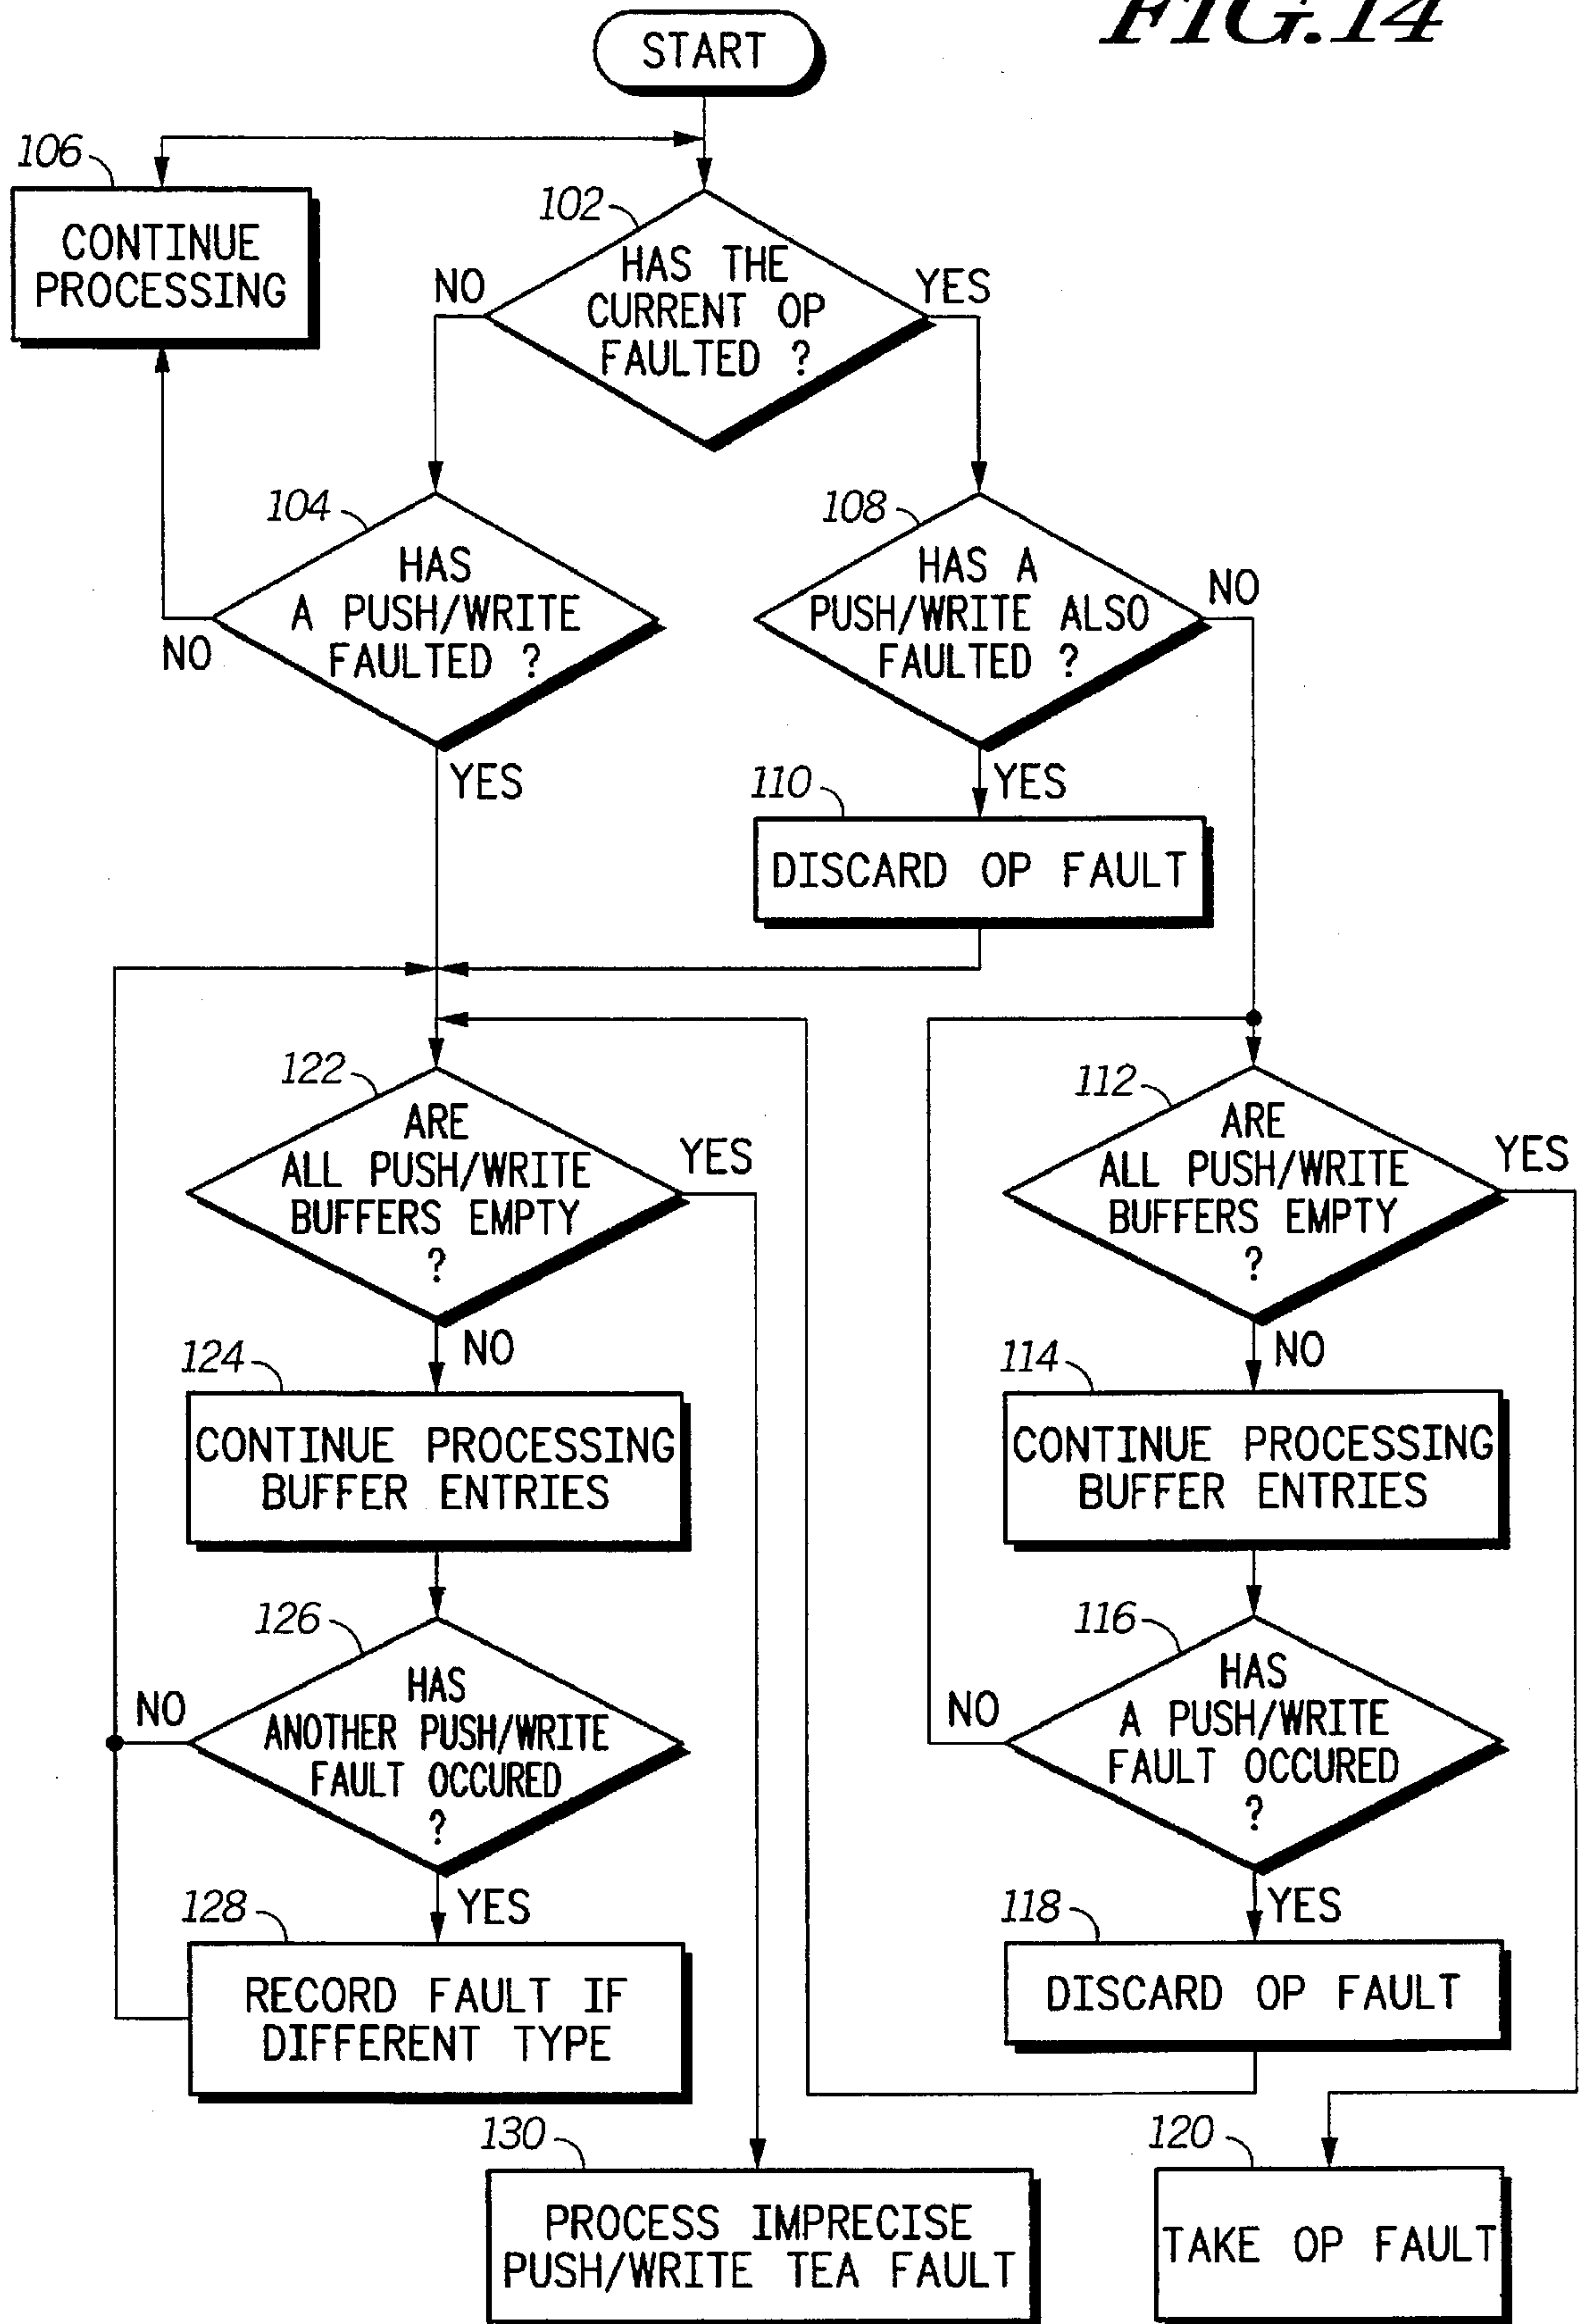 FIG.14
START
106
CONTINUE
PROCESSING
102
HAS THE
CURRENT OP
FAULTED ?
NO
YES
104
HAS
A PUSH/WRITE
FAULTED ?
NO
YES
108
HAS A
PUSH/WRITE ALSO
FAULTED ?
NO
YES
110
DISCARD OP FAULT
122
ARE
ALL PUSH/WRITE
BUFFERS EMPTY
?
YES
NO
112
ARE
ALL PUSH/WRITE
BUFFERS EMPTY
?
YES
NO
124
CONTINUE PROCESSING
BUFFER ENTRIES
114
CONTINUE PROCESSING
BUFFER ENTRIES
126
HAS
ANOTHER PUSH/WRITE
FAULT OCCURED
?
NO
YES
116
HAS
A PUSH/WRITE
FAULT OCCURED
?
NO
YES
128
RECORD FAULT IF
DIFFERENT TYPE
118
DISCARD OP FAULT
130
PROCESS IMPRECISE
PUSH/WRITE TEA FAULT
120
TAKE OP FAULT